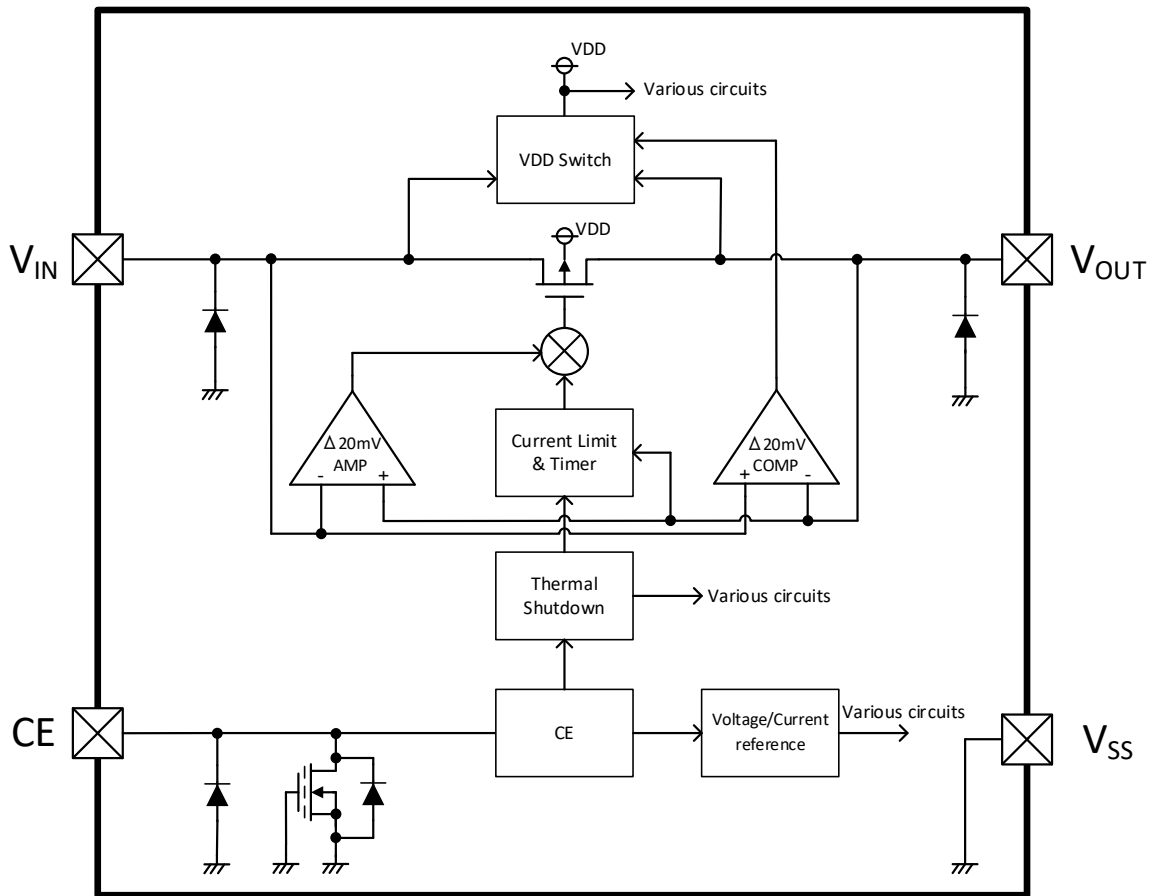 VDD
Various circuits
VDD Switch
VDD
VIN
VOUT
Δ20mV
AMP
- +
Current Limit
& Timer
Δ20mV
COMP
+ -
Thermal
Shutdown
Various circuits
CE
CE
Voltage/Current
reference
Various circuits
VSS